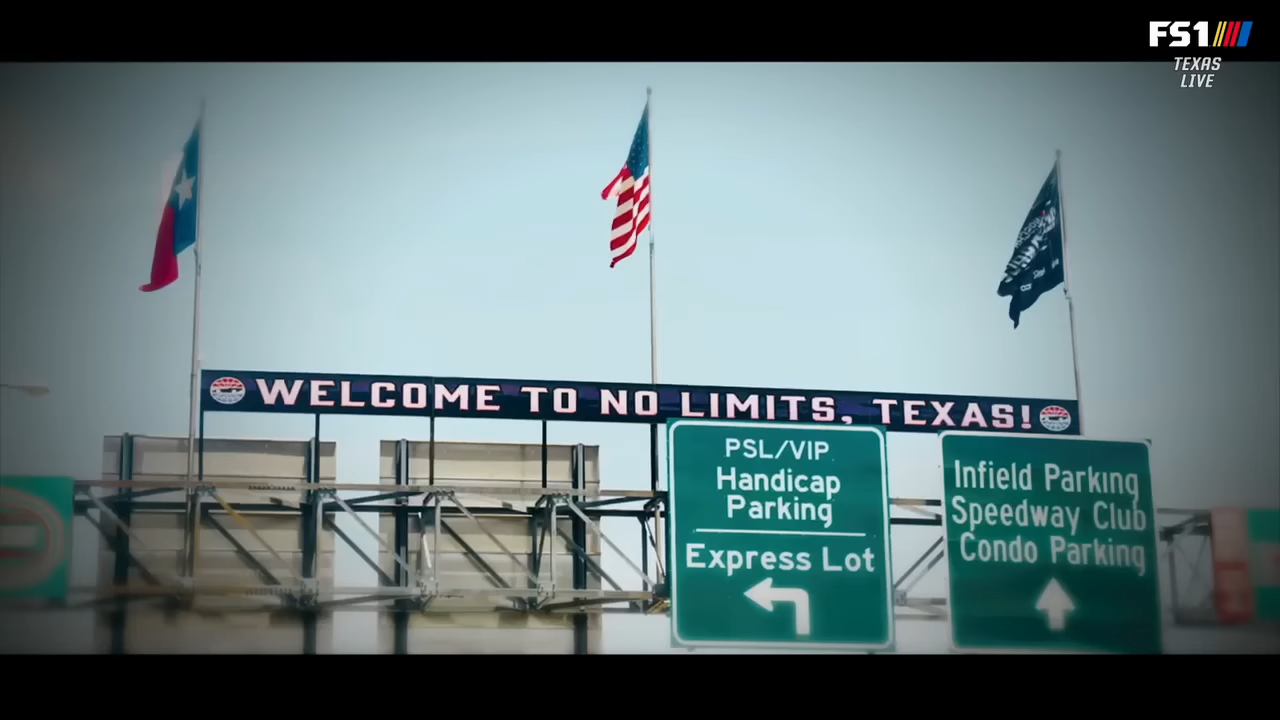 FS1
TEXAS
LIVE
WELCOME TO NO LIMITS, TEXAS!
PSL/VIP
Handicap
Parking
Express Lot
Infield Parking
Speedway Club
Condo Parking